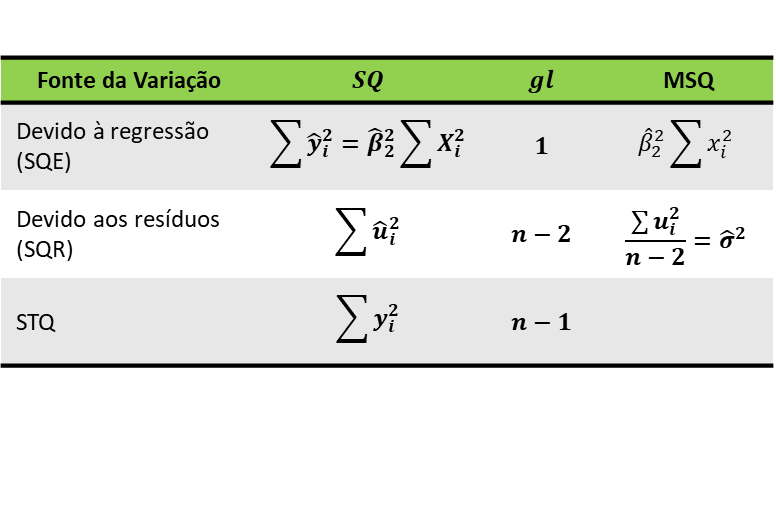 Fonte da Variação SQ gl MSQ
Devido à regressão
(SQE) ∑ ŷᵢ² = β̂₂² ∑ Xᵢ² 1 β̂₂² ∑ xᵢ²
Devido aos resíduos
(SQR) ∑ ûᵢ² n − 2 ∑ uᵢ² / n − 2 = σ̂²
STQ ∑ yᵢ² n − 1